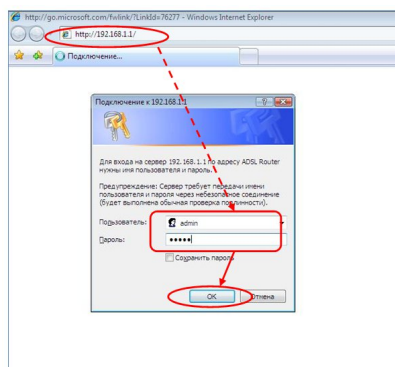 http://go.microsoft.com/fwlink/?LinkId=76277 - Windows Internet Explorer
http://192.168.1.1/
Подключение...
Подключение к 192.168.1.1
Для входа на сервер 192.168.1.1 по адресу ADSL Router
нужны имя пользователя и пароль.
Предупреждение: Сервер требует передачи имени
пользователя и пароля через небезопасное соединение
(будет выполнена обычная проверка подлинности).
Пользователь:
admin
Пароль:
•••••
Сохранить пароль
OK
Отмена